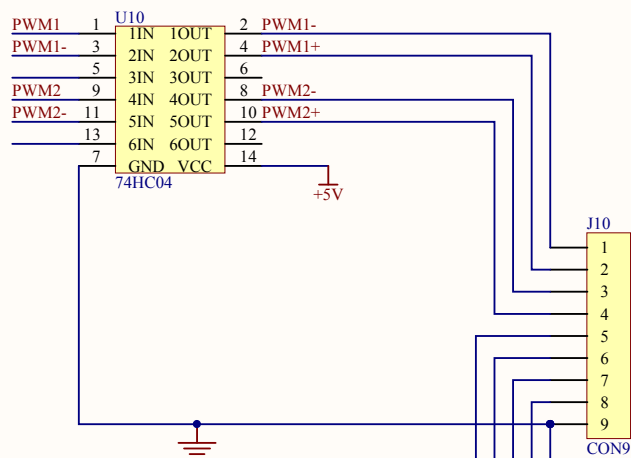 U10
PWM1 1 1IN 1OUT 2 PWM1-
PWM1- 3 2IN 2OUT 4 PWM1+
5 3IN 3OUT 6
PWM2 9 4IN 4OUT 8 PWM2-
PWM2- 11 5IN 5OUT 10 PWM2+
13 6IN 6OUT 12
7 GND VCC 14
74HC04
+5V
J10
1
2
3
4
5
6
7
8
9
CON9